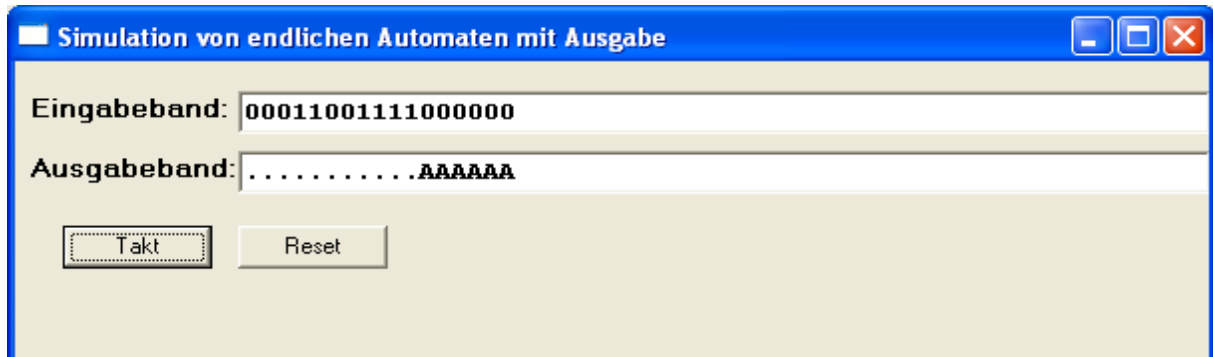 Simulation von endlichen Automaten mit Ausgabe
Eingabeband: 00011001111000000
Ausgabeband: ...........AAAAAA
Takt Reset